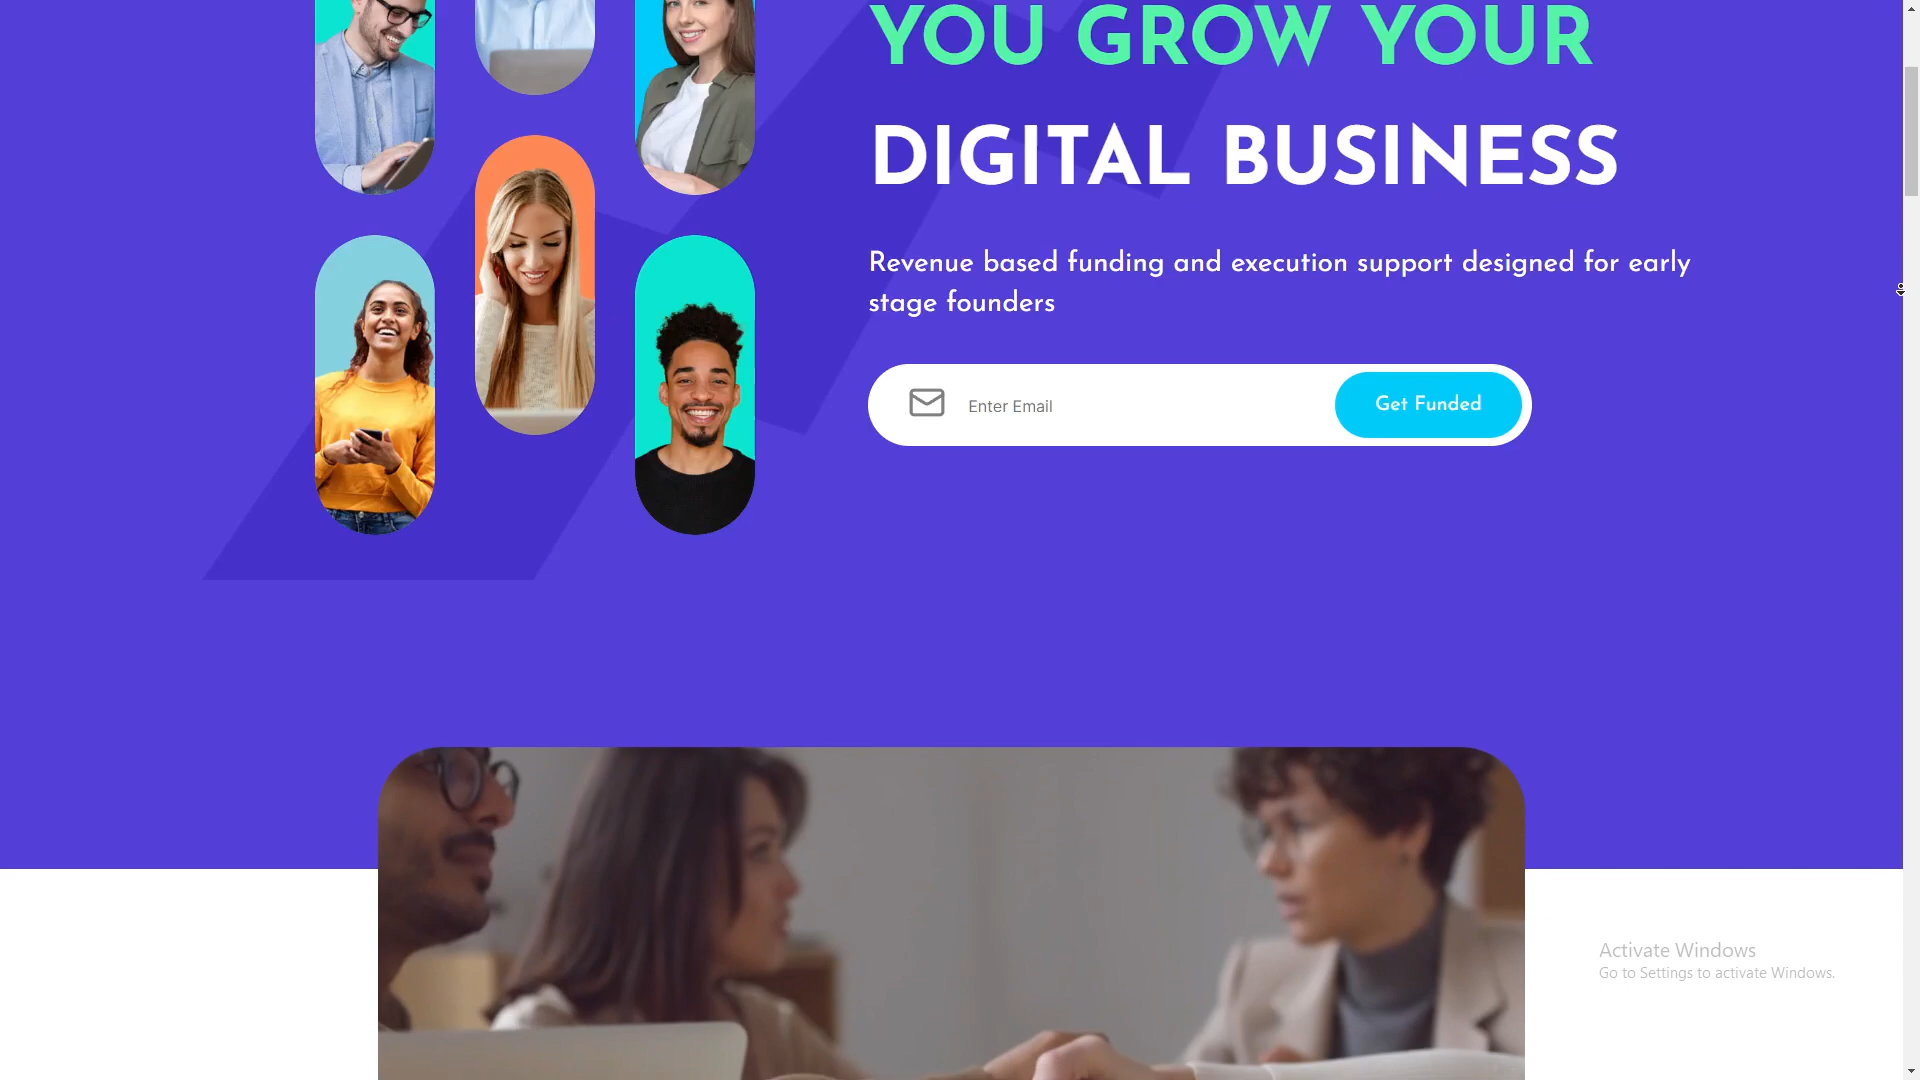 YOU GROW YOUR
DIGITAL BUSINESS
Revenue based funding and execution support designed for early
stage founders
Enter Email
Get Funded
Activate Windows
Go to Settings to activate Windows.